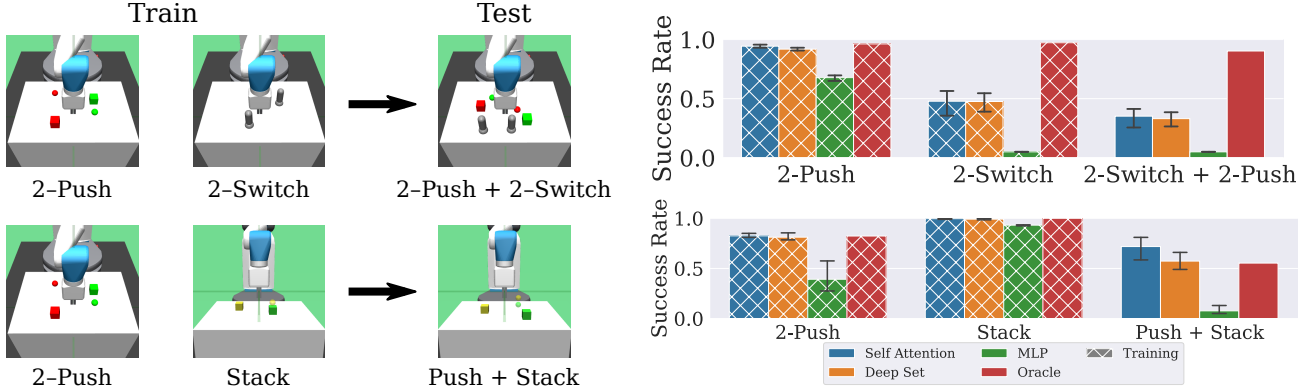 Train
Test
2–Push
2–Switch
2–Push + 2–Switch
2–Push
Stack
Push + Stack
Success Rate
1.0
0.5
0.0
2-Push
2-Switch
2-Switch + 2-Push
Success Rate
1.0
0.5
0.0
2-Push
Stack
Push + Stack
Self Attention
Deep Set
MLP
Oracle
Training